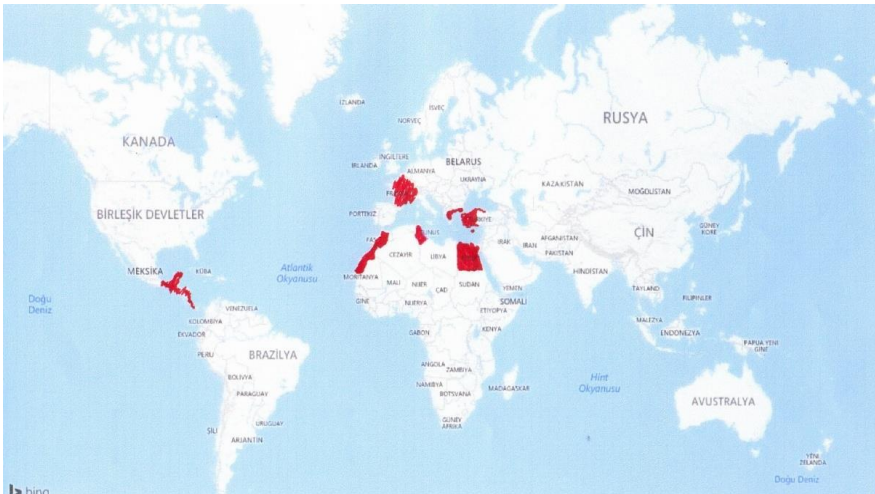 İZLANDA
İSVEÇ
NORVEÇ
RUSYA
KANADA
İNGİLTERE
BELARUS
İRLANDA
ALMANYA
UKRAYNA
KAZAKİSTAN
MOĞOLİSTAN
BİRLEŞİK DEVLETLER
PORTEKİZ
ÇİN
GÜNEY
KORE
CEZAYİR
LİBYA
IRAK
İRAN
AFGANİSTAN
PAKİSTAN
MEKSİKA
KÜBA
Atlantik
Okyanusu
HİNDİSTAN
MORİTANYA
MALİ
NİJER
ÇAD
SUDAN
YEMEN
TAYLAND
FİLİPİNLER
Doğu
Deniz
GİNE
NİJERYA
SOMALİ
ETİYOPYA
VENEZUELA
KOLOMBİYA
EKVADOR
GABON
KENYA
MALEZYA
ENDONEZYA
PAPUA YENİ
GİNE
PERU
BREZİLYA
ANGOLA
ZAMBİYA
BOLİVYA
NAMİBYA
BOTSVANA
MADAGASKAR
Hint
Okyanusu
PARAGUAY
AVUSTRALYA
ŞİLİ
URUGUAY
ARJANTİN
GÜNEY
AFRİKA
YENİ
ZELANDA
Doğu Deniz
bing